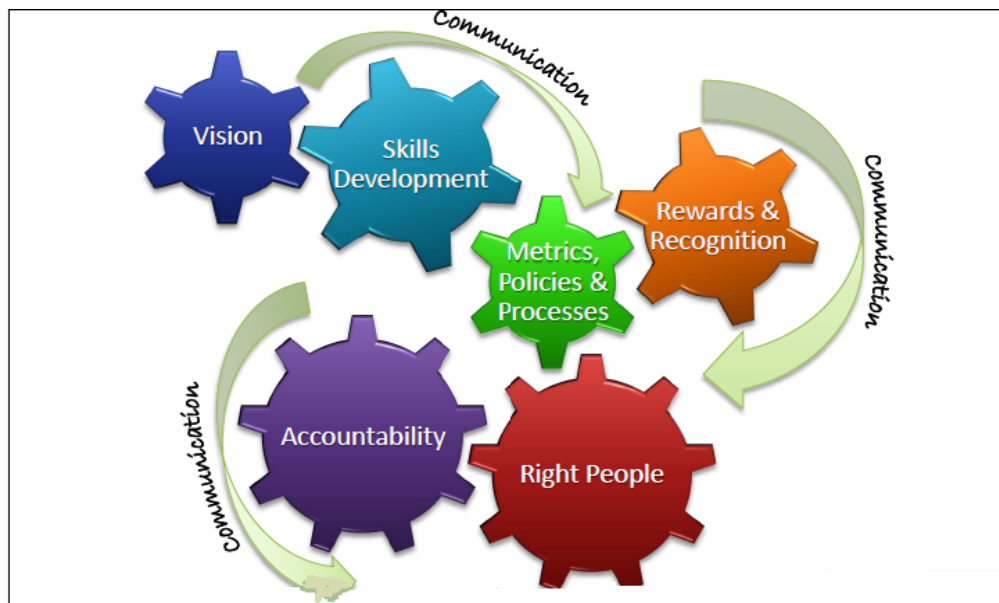 Communication
Vision
Skills
Development
Communication
Rewards &
Recognition
Metrics,
Policies &
Processes
Communication
Accountability
Right People